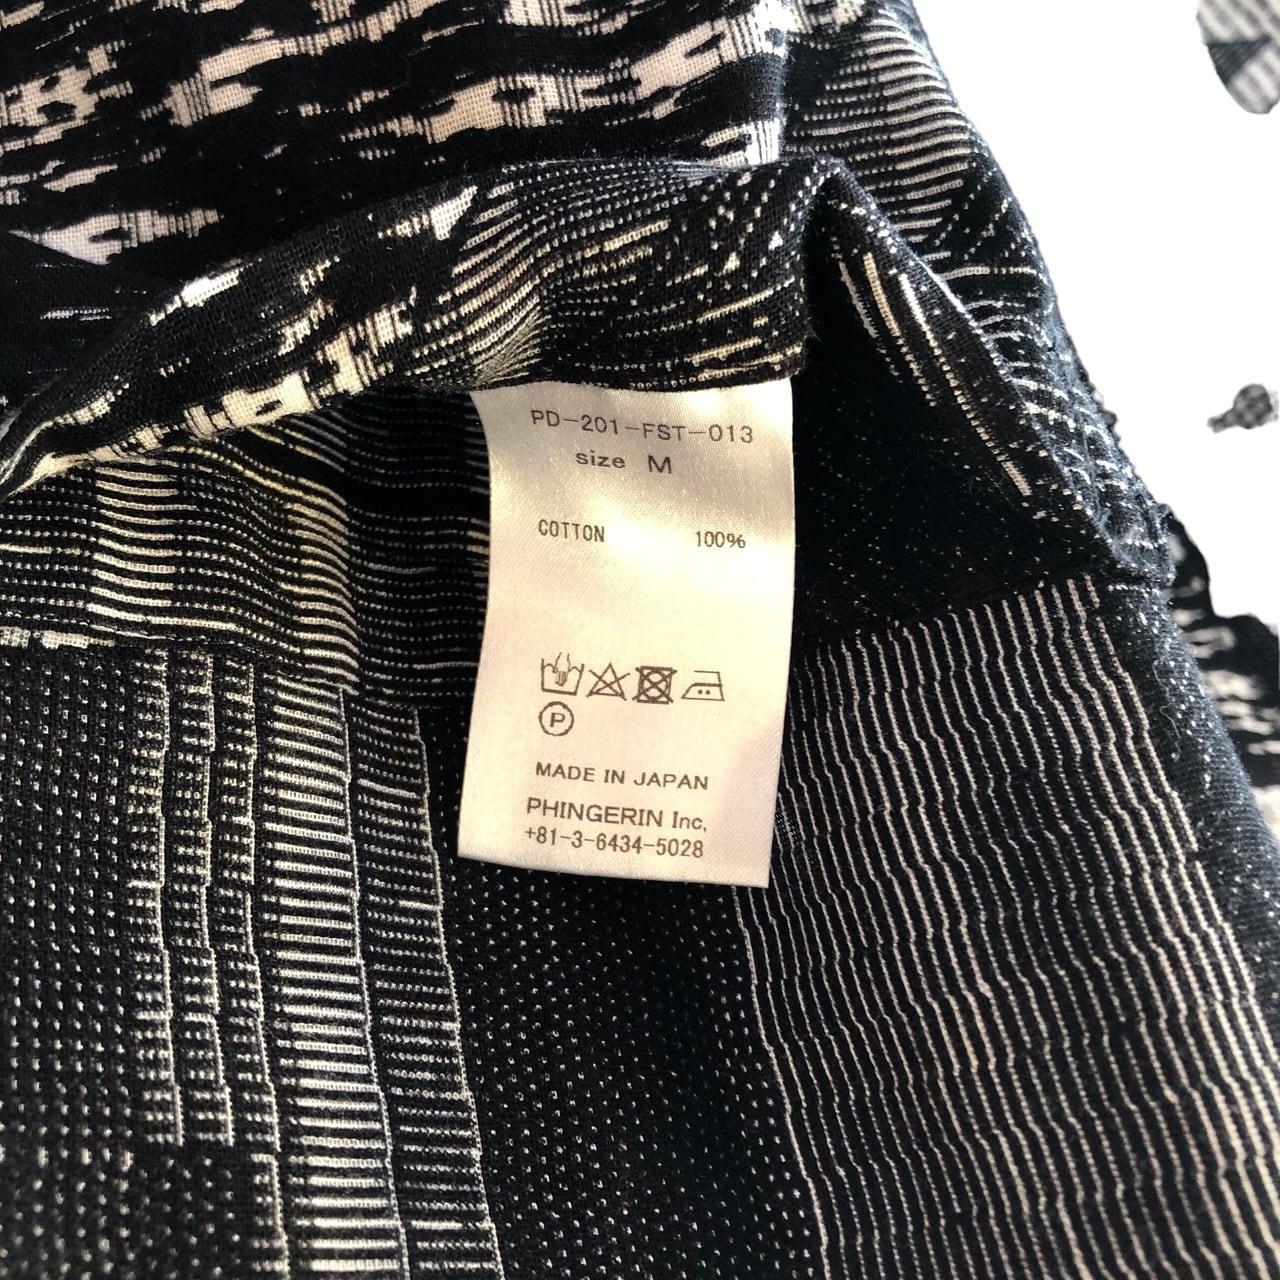 PD-201-FST-013
size M
COTTON 100%
P
MADE IN JAPAN
PHINGERIN Inc.
+81-3-6434-5028